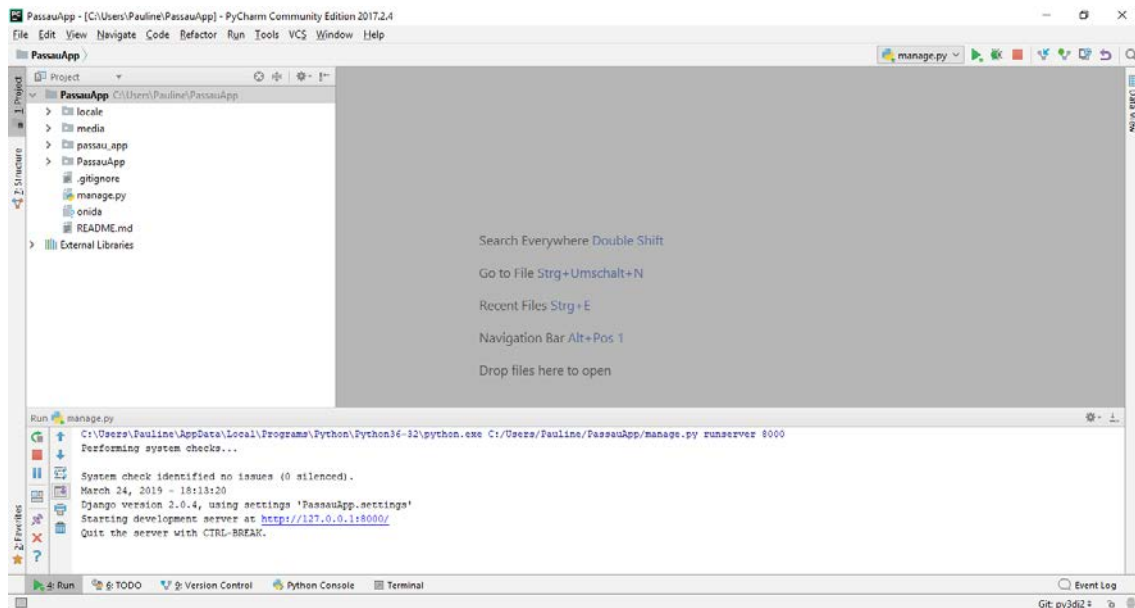 PassauApp - [C:\Users\Pauline\PassauApp] - PyCharm Community Edition 2017.2.4
File Edit View Navigate Code Refactor Run Tools VCS Window Help
PassauApp
manage.py
Project
PassauApp C:\Users\Pauline\PassauApp
locale
media
passau_app
PassauApp
.gitignore
manage.py
onida
README.md
External Libraries
1: Project
7: Structure
2: Favorites
Data View
Search Everywhere Double Shift
Go to File Strg+Umschalt+N
Recent Files Strg+E
Navigation Bar Alt+Pos 1
Drop files here to open
Run manage.py
C:\Users\Pauline\AppData\Local\Programs\Python\Python36-32\python.exe C:/Users/Pauline/PassauApp/manage.py runserver 8000
Performing system checks...
System check identified no issues (0 silenced).
March 24, 2019 - 18:13:20
Django version 2.0.4, using settings 'PassauApp.settings'
Starting development server at http://127.0.0.1:8000/
Quit the server with CTRL-BREAK.
4: Run 6: TODO 9: Version Control Python Console Terminal Event Log
Git: pv3di2